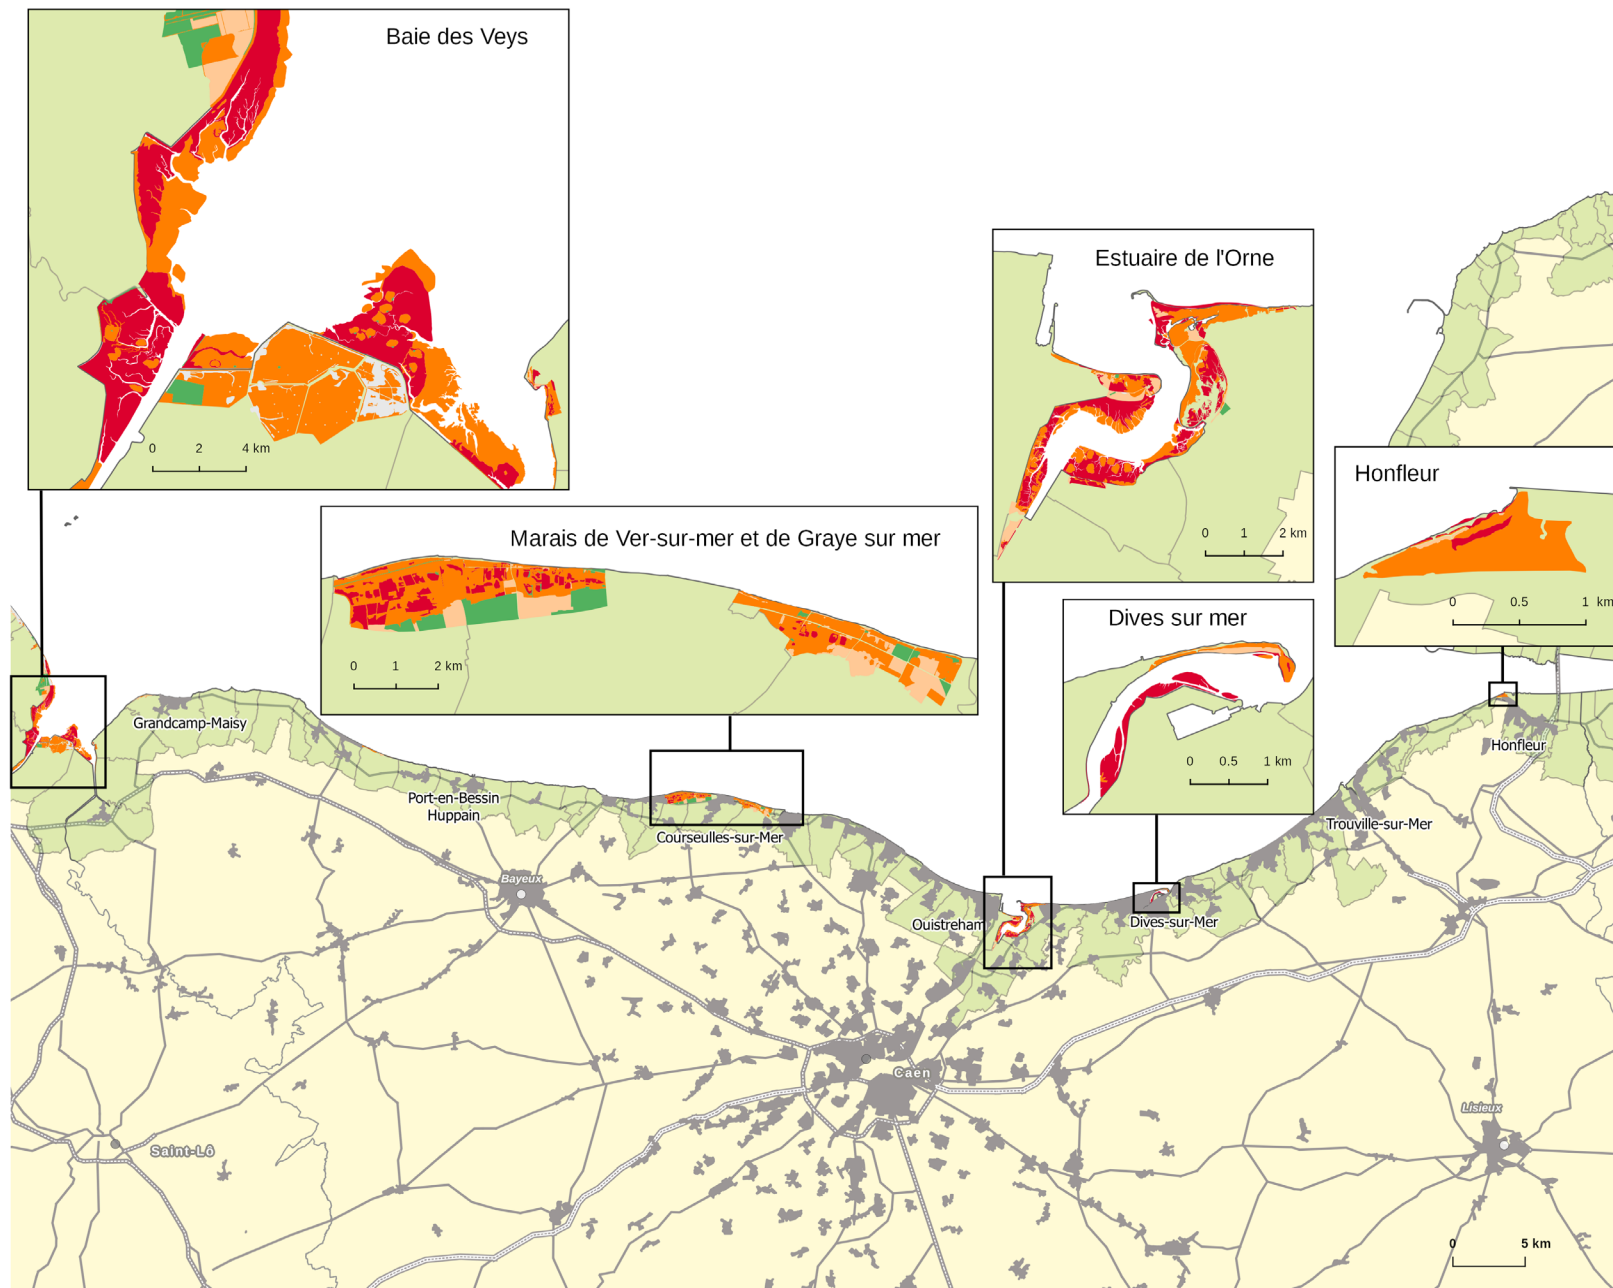 Baie des Veys
0 2 4 km
Estuaire de l'Orne
0 1 2 km
Honfleur
0 0.5 1 km
Marais de Ver-sur-mer et de Graye sur mer
0 1 2 km
Dives sur mer
0 0.5 1 km
Grandcamp-Maisy
Port-en-Bessin
Huppain
Courseulles-sur-Mer
Honfleur
Trouville-sur-Mer
Bayeux
Ouistreham
Dives-sur-Mer
Caen
Lisieux
Saint-Lô
0 5 km